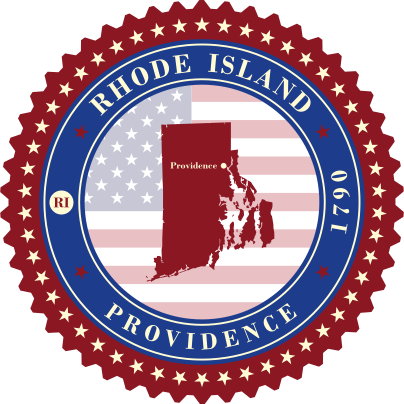 RHODE ISLAND
Providence
RI
1790
PROVIDENCE